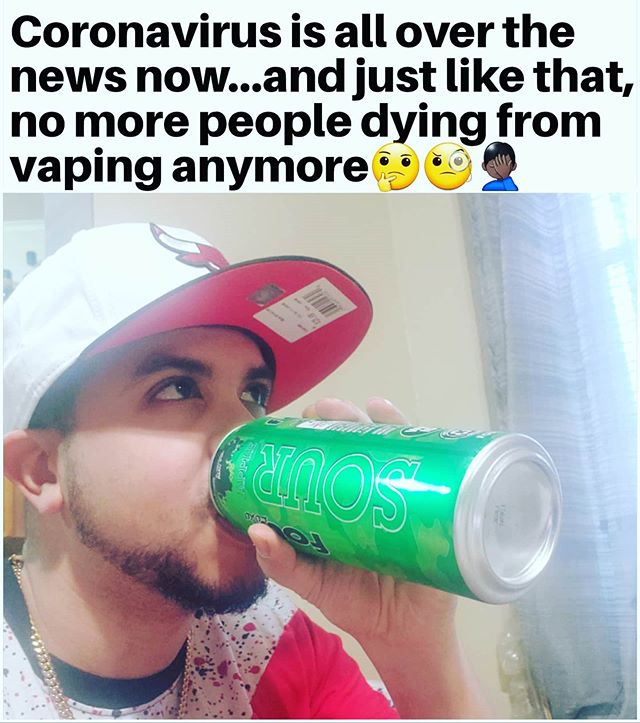 Coronavirus is all over the
news now...and just like that,
no more people dying from
vaping anymore🤔🧐🤦🏿‍♂️
SOUR